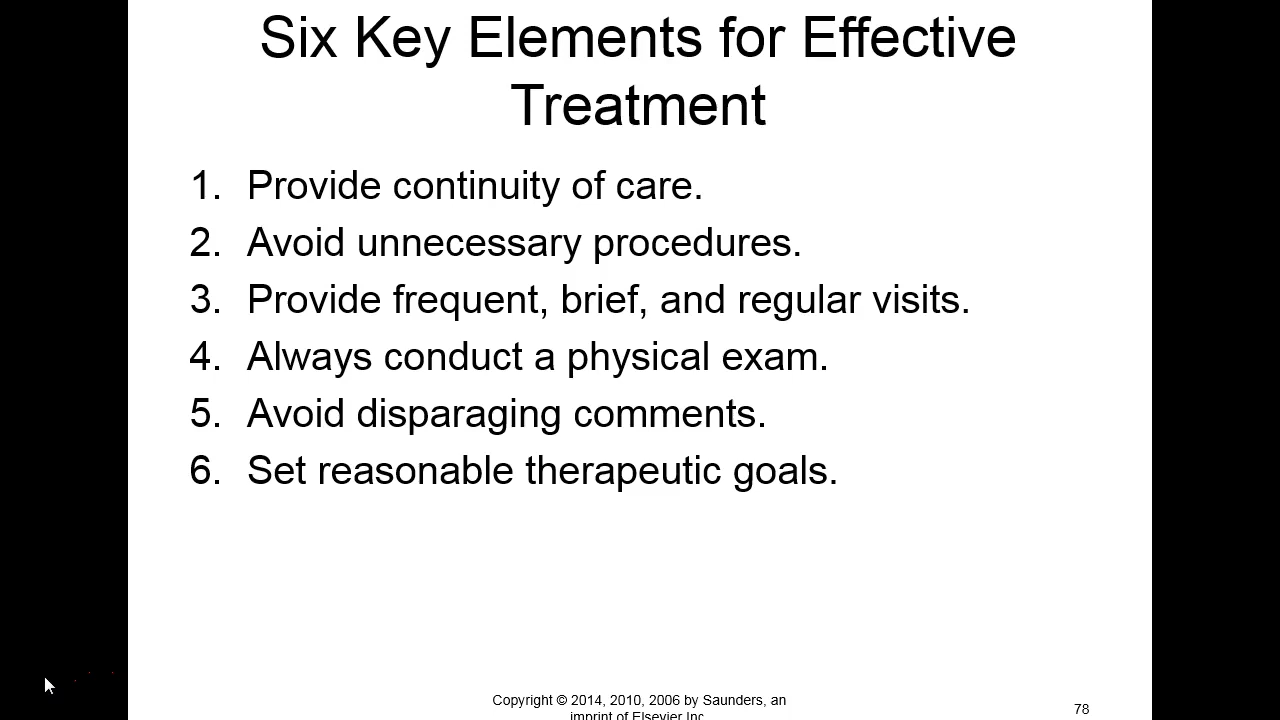 Six Key Elements for Effective
Treatment
1. Provide continuity of care.
2. Avoid unnecessary procedures.
3. Provide frequent, brief, and regular visits.
4. Always conduct a physical exam.
5. Avoid disparaging comments.
6. Set reasonable therapeutic goals.
Copyright © 2014, 2010, 2006 by Saunders, an
imprint of Elsevier Inc
78